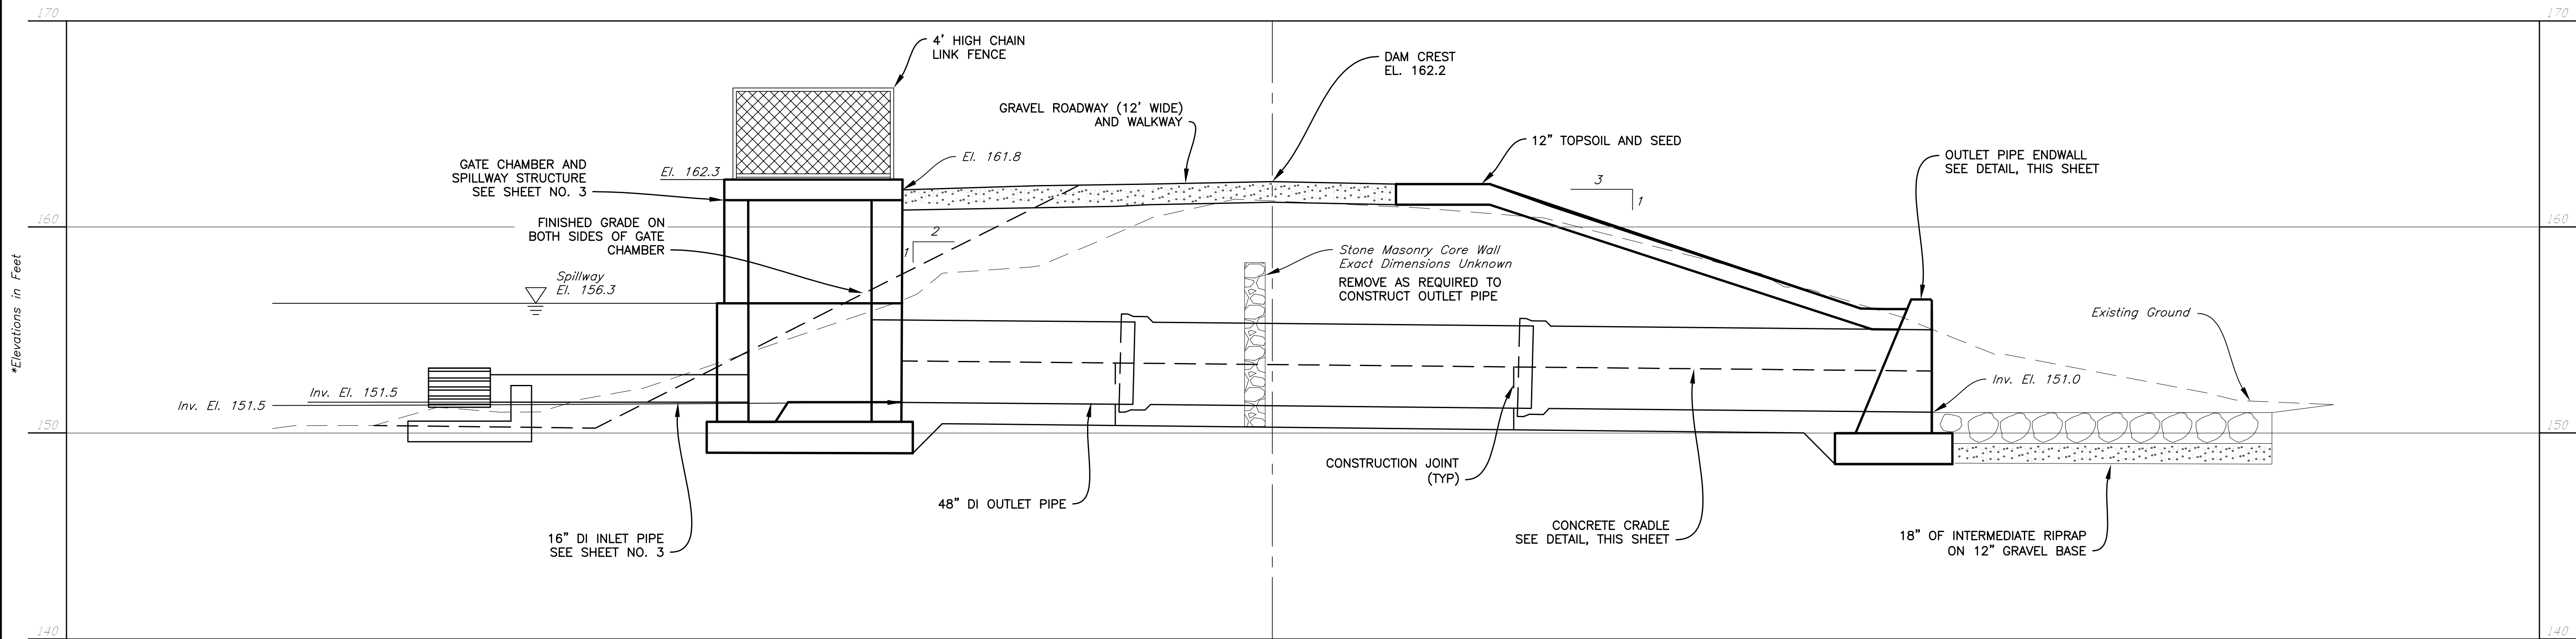 170
170
4' HIGH CHAIN
LINK FENCE
DAM CREST
EL. 162.2
GRAVEL ROADWAY (12' WIDE)
AND WALKWAY
12" TOPSOIL AND SEED
GATE CHAMBER AND
SPILLWAY STRUCTURE
SEE SHEET NO. 3
El. 162.3
El. 161.8
OUTLET PIPE ENDWALL
SEE DETAIL, THIS SHEET
3
1
FINISHED GRADE ON
BOTH SIDES OF GATE
CHAMBER
160
160
2
1
Stone Masonry Core Wall
Exact Dimensions Unknown
REMOVE AS REQUIRED TO
CONSTRUCT OUTLET PIPE
*Elevations in Feet
Spillway
El. 156.3
Existing Ground
Inv. El. 151.5
Inv. El. 151.5
Inv. El. 151.0
150
150
CONSTRUCTION JOINT
(TYP)
48" DI OUTLET PIPE
16" DI INLET PIPE
SEE SHEET NO. 3
CONCRETE CRADLE
SEE DETAIL, THIS SHEET
18" OF INTERMEDIATE RIPRAP
ON 12" GRAVEL BASE
140
140